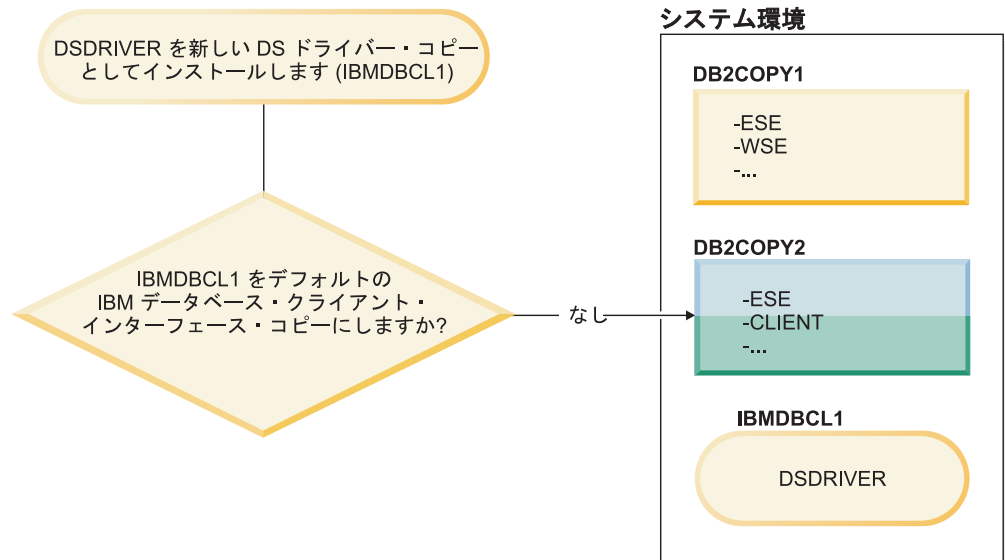 DSDRIVER を新しい DS ドライバー・コピー
としてインストールします (IBMDBCL1)
IBMDBCL1 をデフォルトの
IBM データベース・クライアント・
インターフェース・コピーにしますか?
なし
システム環境
DB2COPY1
-ESE
-WSE
-...
DB2COPY2
-ESE
-CLIENT
-...
IBMDBCL1
DSDRIVER